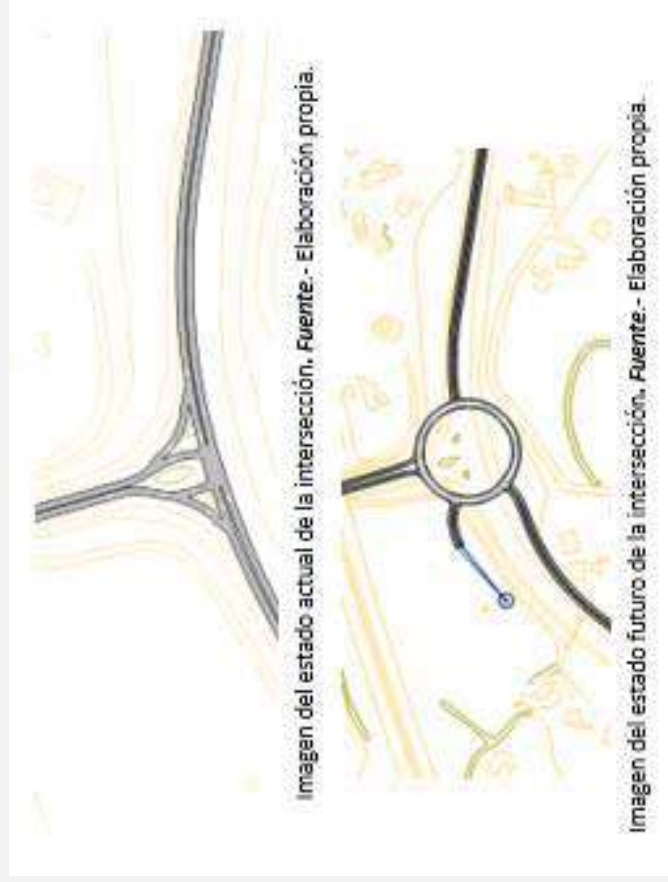 Imagen del estado actual de la intersección. Fuente.- Elaboración propia.
Imagen del estado futuro de la intersección. Fuente.- Elaboración propia.